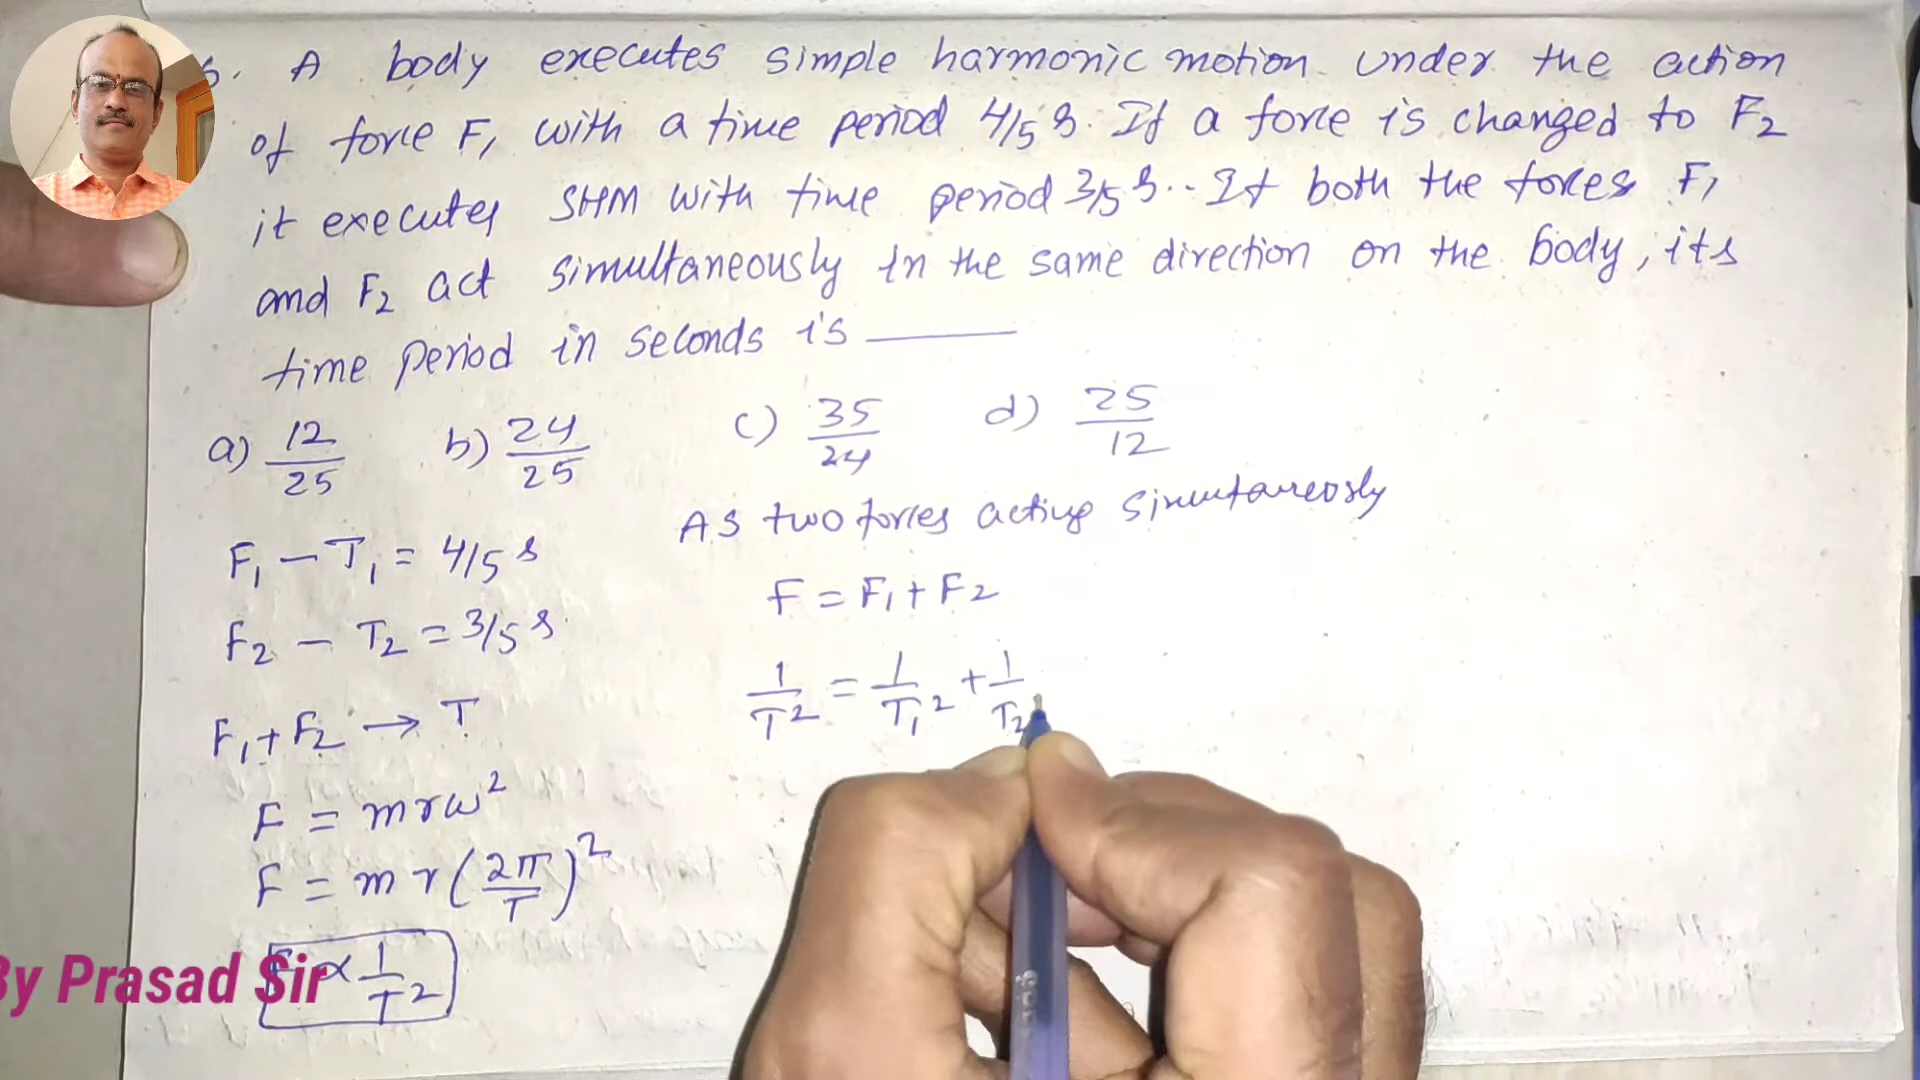 6. A body executes simple harmonic motion under the action
of force F₁ with a time period 4/5 s. If a force is changed to F₂
it executes SHM with time period 3/5 s.. If both the forces F₁
and F₂ act simultaneously in the same direction on the body, its
time period in seconds is ______
a) 12/25 b) 24/25 c) 35/24 d) 25/12
F₁ – T₁ = 4/5 s
F₂ – T₂ = 3/5 s
F₁ + F₂ → T
F = mrω²
F = mr(2π/T)²
∝ 1/T²
As two forces acting simultaneously
F = F₁ + F₂
1/T² = 1/T₁² + 1/T₂
By Prasad Sir